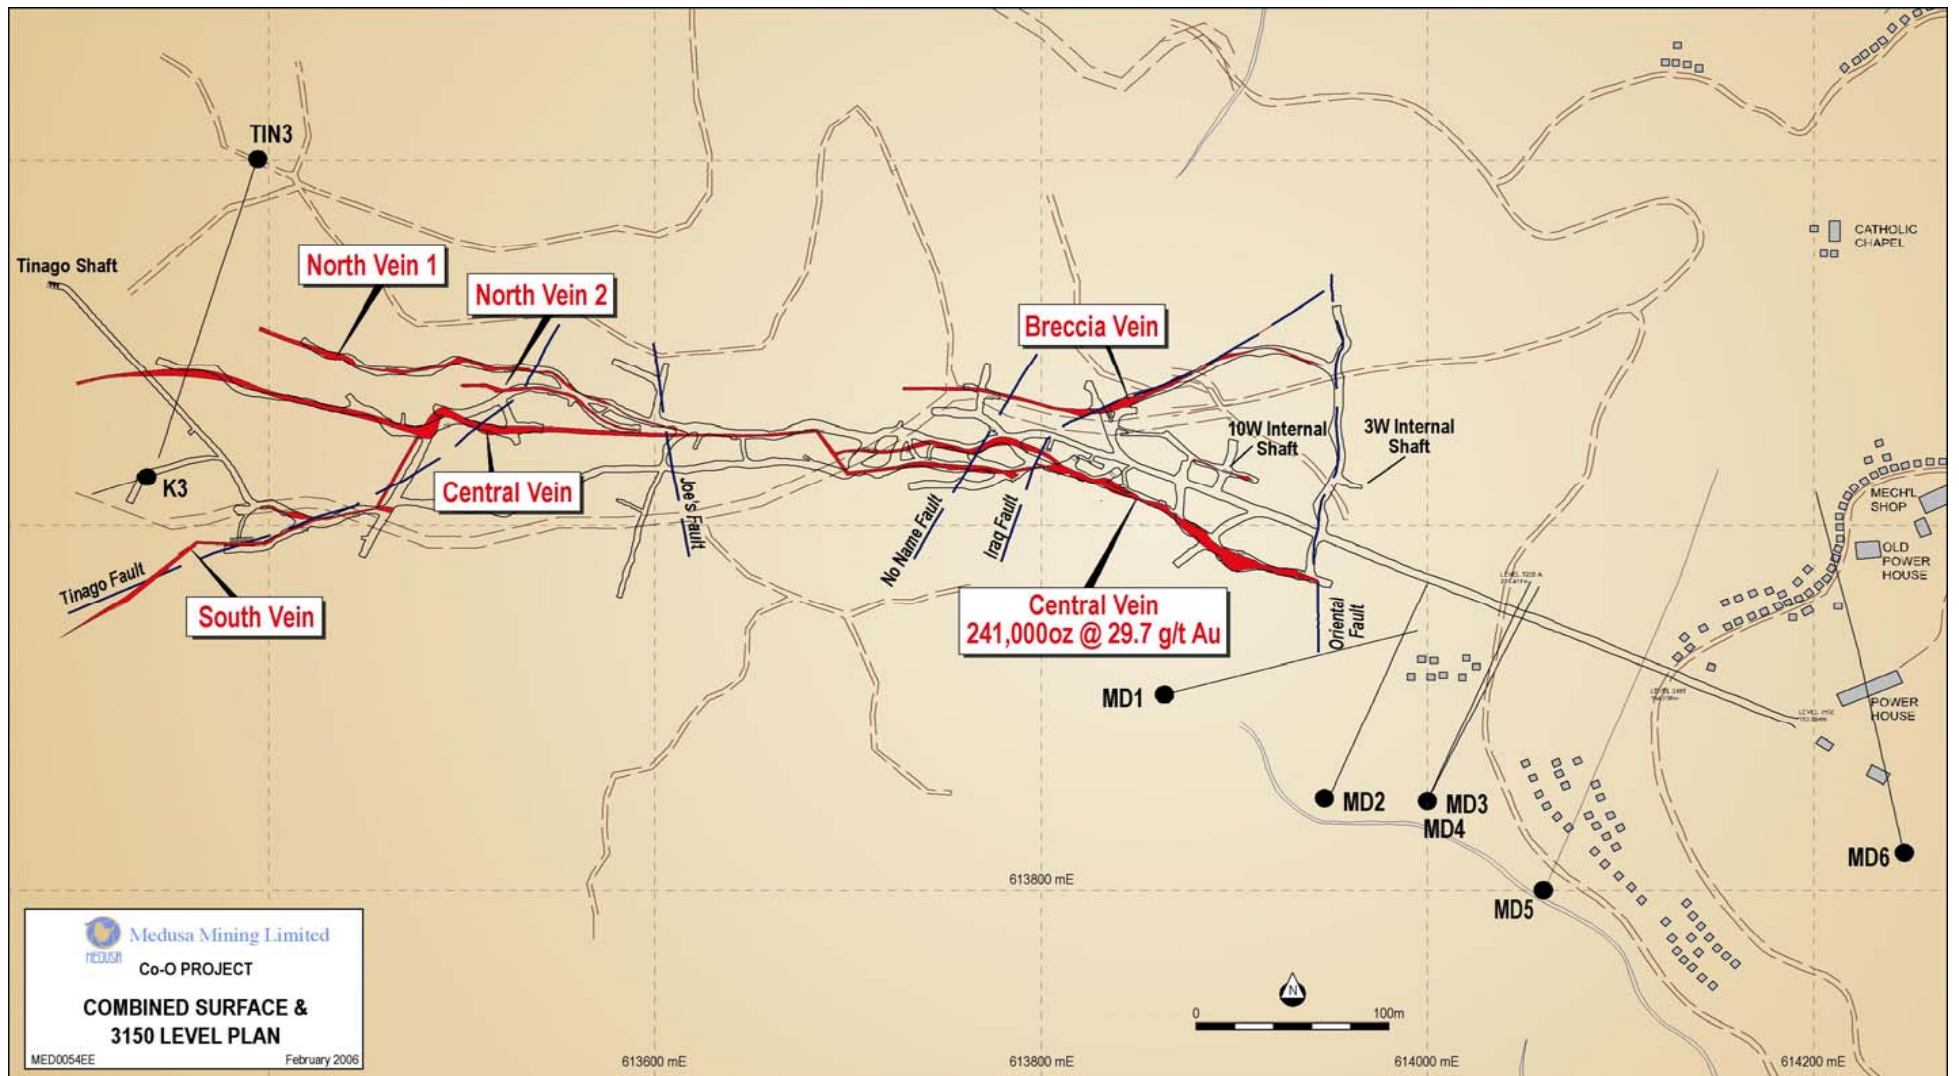 TIN3
CATHOLIC
CHAPEL
North Vein 1
Tinago Shaft
North Vein 2
Breccia Vein
10W Internal
Shaft
3W Internal
Shaft
K3
Central Vein
MECH'L
SHOP
Joe's Fault
No Name Fault
Iraq Fault
OLD
POWER
HOUSE
Tinago Fault
South Vein
Central Vein
241,000oz @ 29.7 g/t Au
Oriental
Fault
MD1
POWER
HOUSE
MD2
MD3
MD4
MD6
613800 mE
MD5
Medusa Mining Limited
MEDUSA
Co-O PROJECT
COMBINED SURFACE &
3150 LEVEL PLAN
MED0054EE
February 2006
N
0
100m
613600 mE
613800 mE
614000 mE
614200 mE